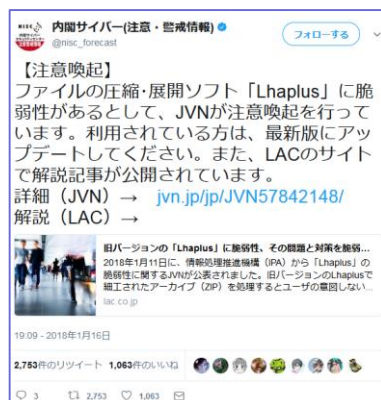 内閣サイバー(注意・警戒情報)
@nisc_forecast
フォローする
【注意喚起】
ファイルの圧縮･展開ソフト「Lhaplus」に脆
弱性があるとして、JVNが注意喚起を行って
います。利用されている方は、最新版にアッ
プデートしてください。また、LACのサイト
で解説記事が公開されています。
詳細（JVN）→ jvn.jp/jp/JVN57842148/
解説（LAC）→
旧バージョンの「Lhaplus」に脆弱性、その問題と対策を脆弱...
2018年1月11日に、情報処理推進機構（IPA）から「Lhaplus」の
脆弱性に関するJVNが公表されました。旧バージョンのLhaplusで
細工されたアーカイブ（ZIP）を処理するとユーザの意図しない...
lac.co.jp
19:09 - 2018年1月16日
2,753件のリツイート 1,063件のいいね
3 2,753 1,063